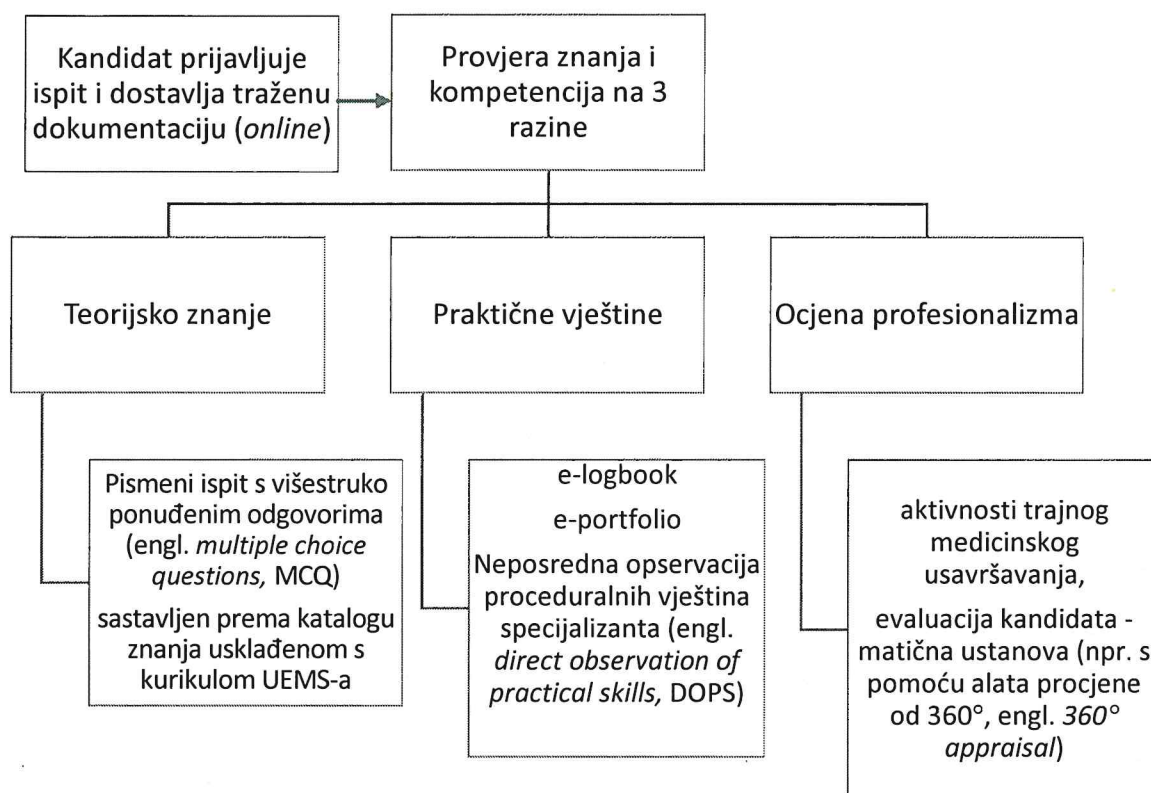 Kandidat prijavljuje
ispit i dostavlja traženu
dokumentaciju (online)
Provjera znanja i
kompetencija na 3
razine
Teorijsko znanje
Praktične vještine
Ocjena profesionalizma
Pismeni ispit s višestruko
ponuđenim odgovorima
(engl. multiple choice
questions, MCQ)
sastavljen prema katalogu
znanja usklađenom s
kurikulom UEMS-a
e-logbook
e-portfolio
Neposredna opservacija
proceduralnih vještina
specijalizanta (engl.
direct observation of
practical skills, DOPS)
aktivnosti trajnog
medicinskog
usavršavanja,
evaluacija kandidata -
matična ustanova (npr. s
pomoću alata procjene
od 360°, engl. 360°
appraisal)